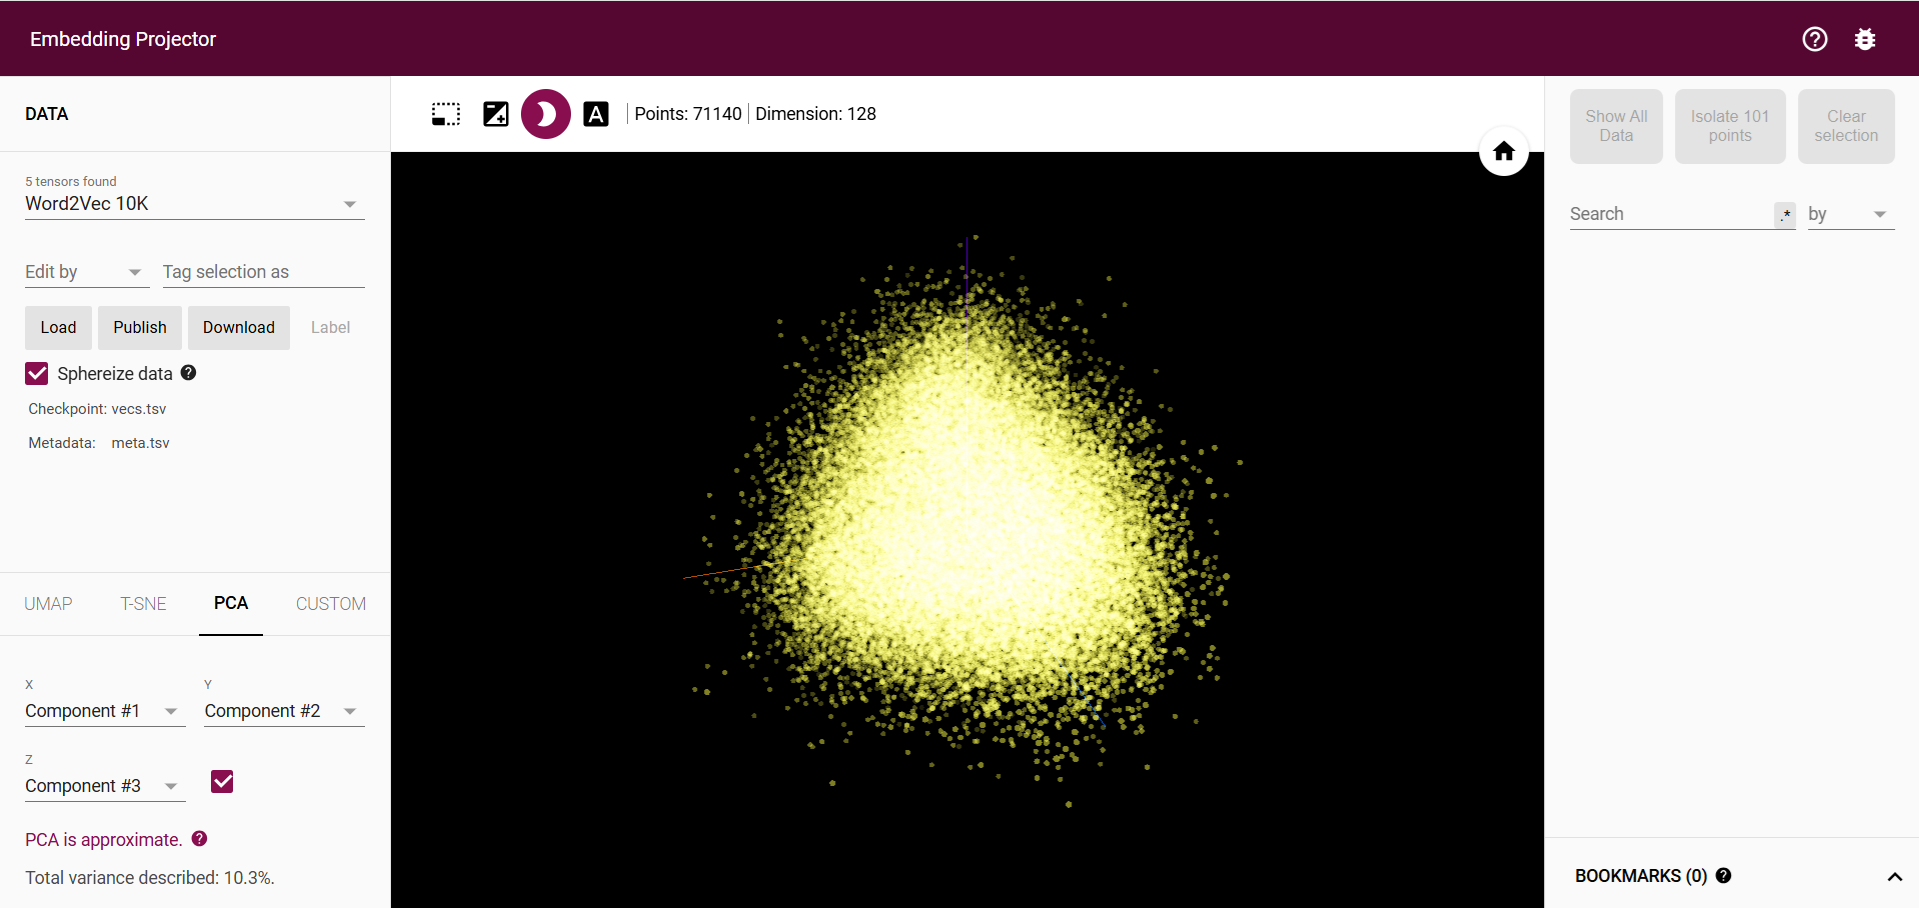 Embedding Projector
DATA
5 tensors found
Word2Vec 10K
Edit by
Tag selection as
Load
Publish
Download
Label
Sphereize data
Checkpoint: vecs.tsv
Metadata: meta.tsv
UMAP
T-SNE
PCA
CUSTOM
X
Component #1
Y
Component #2
Z
Component #3
PCA is approximate.
Total variance described: 10.3%.
A
Points: 71140
Dimension: 128
Show All
Data
Isolate 101
points
Clear
selection
Search
.*
by
BOOKMARKS (0)